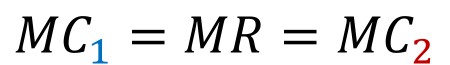 MC₁ = MR = MC₂